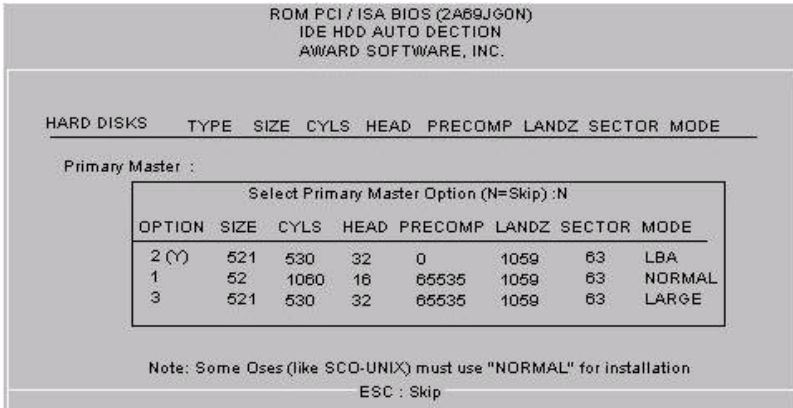 ROM PCI / ISA BIOS (2A69JG0N)
IDE HDD AUTO DECTION
AWARD SOFTWARE, INC.
HARD DISKS TYPE SIZE CYLS HEAD PRECOMP LANDZ SECTOR MODE
Primary Master :
Select Primary Master Option (N=Skip) :N
OPTION SIZE CYLS HEAD PRECOMP LANDZ SECTOR MODE
2 (Y) 521 530 32 0 1059 63 LBA
1 52 1060 16 65535 1059 63 NORMAL
3 521 530 32 65535 1059 63 LARGE
Note: Some Oses (like SCO-UNIX) must use "NORMAL" for installation
ESC : Skip